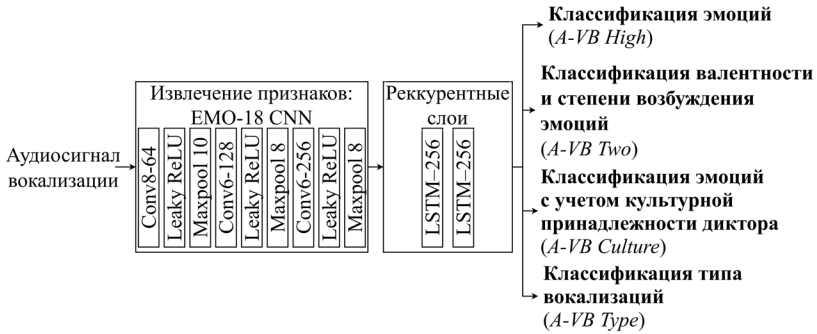 Аудиосигнал
вокализации
Извлечение признаков:
EMO-18 CNN
Conv8-64
Leaky ReLU
Maxpool 10
Conv6-128
Leaky ReLU
Maxpool 8
Conv6-256
Leaky ReLU
Maxpool 8
Реккурентные
слои
LSTM–256
LSTM–256
Классификация эмоций
(A-VB High)
Классификация валентности
и степени возбуждения
эмоций
(A-VB Two)
Классификация эмоций
с учетом культурной
принадлежности диктора
(A-VB Culture)
Классификация типа
вокализаций
(A-VB Type)